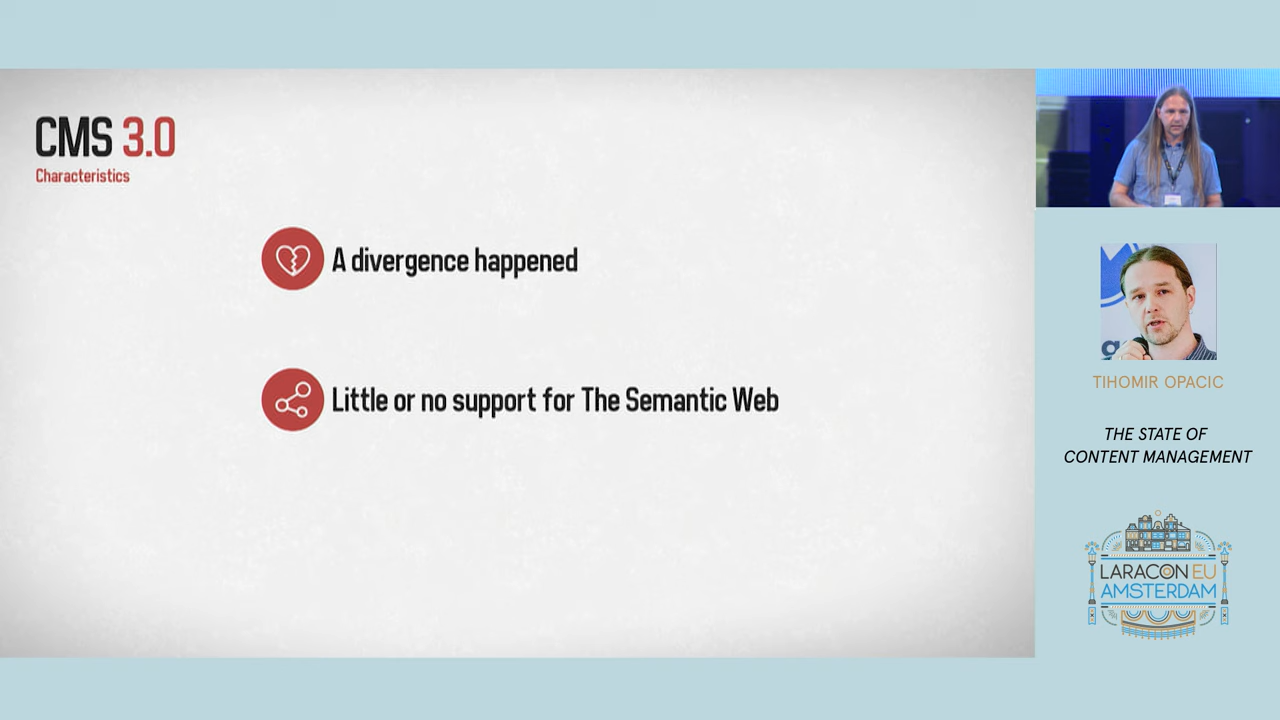 CMS 3.0
Characteristics
A divergence happened
Little or no support for The Semantic Web
TIHOMIR OPACIC
THE STATE OF
CONTENT MANAGEMENT
LARACON EU
AMSTERDAM